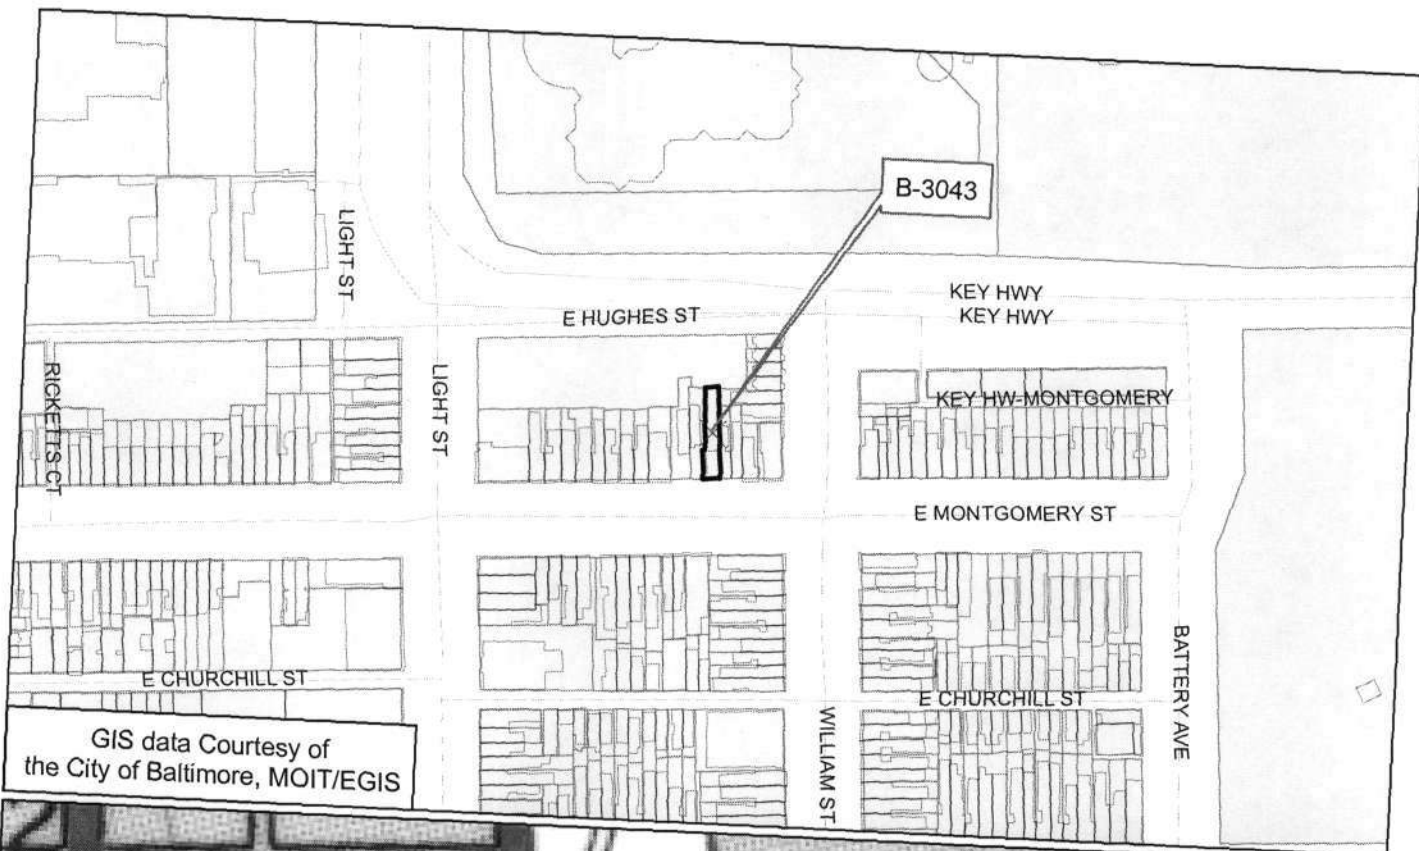 B-3043
LIGHT ST
KEY HWY
KEY HWY
E HUGHES ST
RICKETTS CT
LIGHT ST
KEY HW-MONTGOMERY
E MONTGOMERY ST
BATTERY AVE
E CHURCHILL ST
E CHURCHILL ST
WILLIAM ST
GIS data Courtesy of
the City of Baltimore, MOIT/EGIS